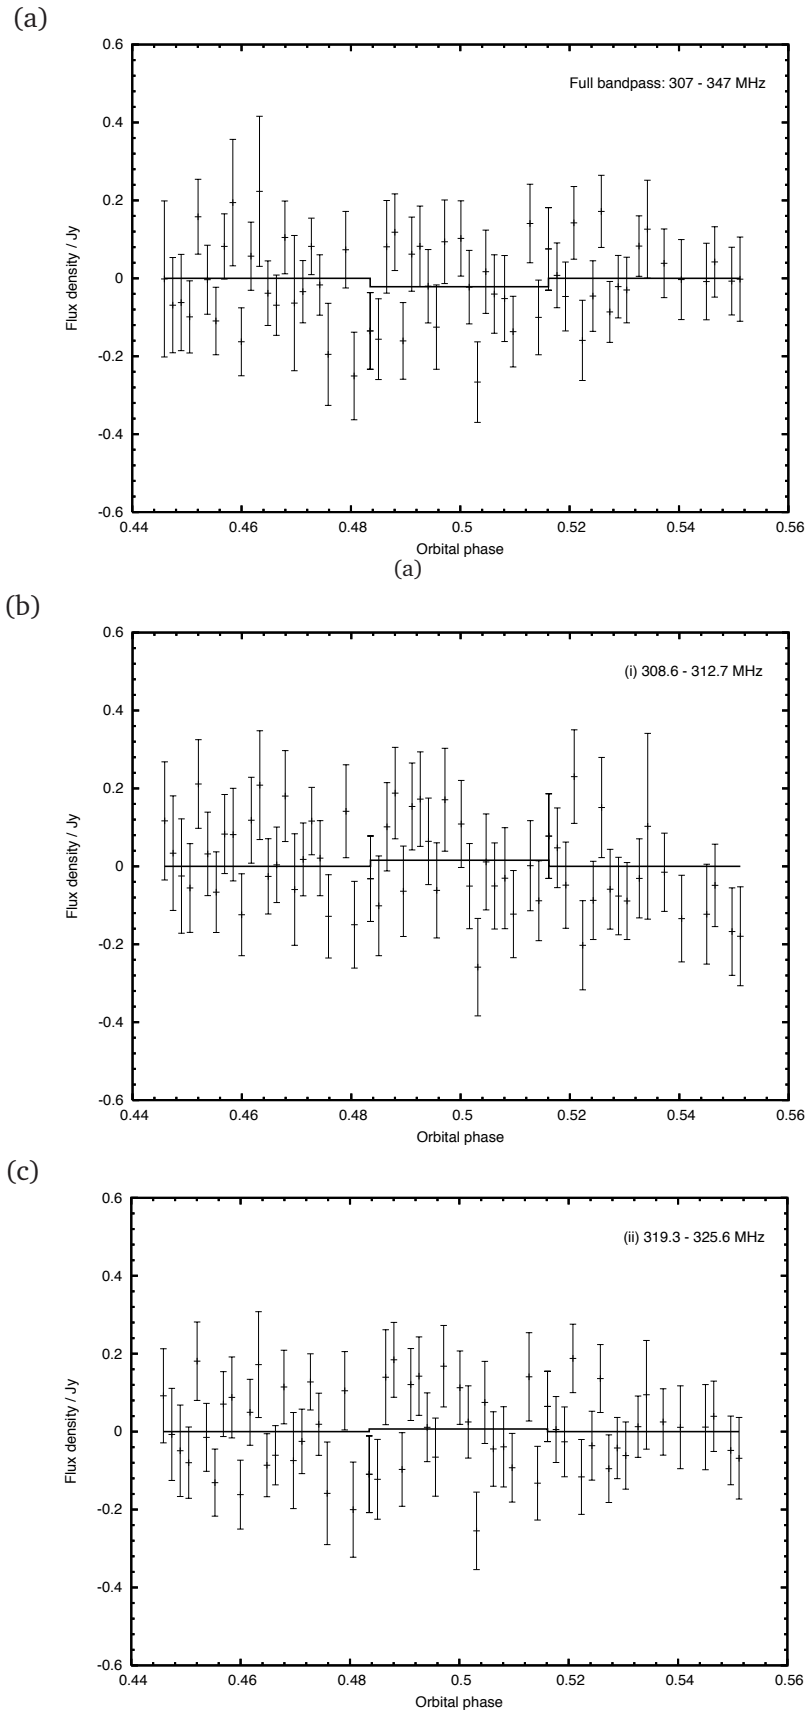 (a)
0.6
Full bandpass: 307 - 347 MHz
0.4
0.2
0
-0.2
-0.4
-0.6
Flux density / Jy
0.44 0.46 0.48 0.5 0.52 0.54 0.56
Orbital phase
(a)
(b)
0.6
(i) 308.6 - 312.7 MHz
0.4
0.2
0
-0.2
-0.4
-0.6
Flux density / Jy
0.44 0.46 0.48 0.5 0.52 0.54 0.56
Orbital phase
(c)
0.6
(ii) 319.3 - 325.6 MHz
0.4
0.2
0
-0.2
-0.4
-0.6
Flux density / Jy
0.44 0.46 0.48 0.5 0.52 0.54 0.56
Orbital phase